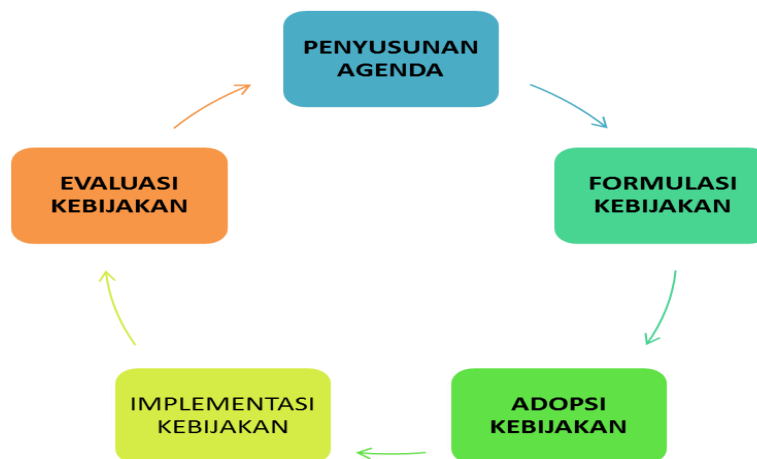 PENYUSUNAN
AGENDA
FORMULASI
KEBIJAKAN
ADOPSI
KEBIJAKAN
IMPLEMENTASI
KEBIJAKAN
EVALUASI
KEBIJAKAN